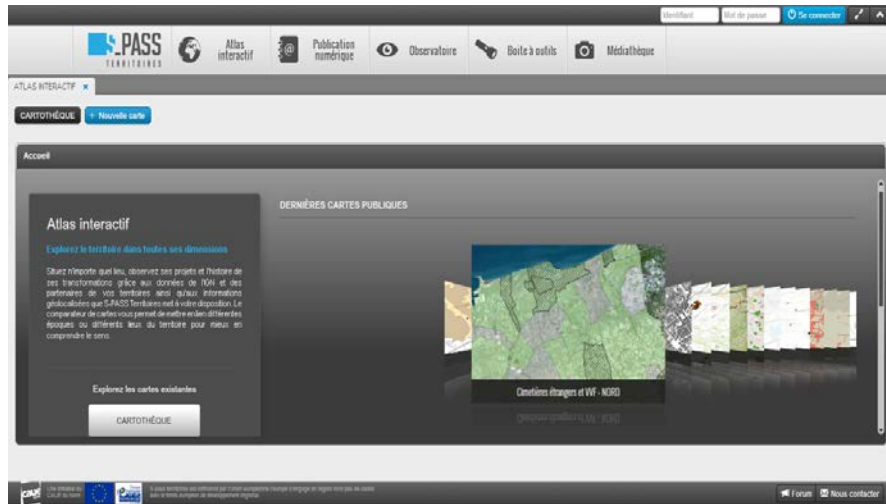 Identifiant
Mot de passe
Se connecter
S-PASS
TERRITOIRES
Atlas
interactif
Publication
numérique
Observatoire
Boite à outils
Médiathèque
ATLAS INTERACTIF x
CARTOTHÈQUE
+ Nouvelle carte
Accueil
DERNIÈRES CARTES PUBLIQUES
Atlas interactif
Explorez le territoire dans toutes ses dimensions
Situez n'importe quel lieu, observez ses projets et l'histoire de
ses transformations grâce aux données de l'IGN et des
partenaires de vos territoires ainsi qu'aux informations
géolocalisées que S-PASS Territoires met à votre disposition. Le
comparateur de cartes vous permet de mettre en lien différentes
époques ou différents lieux du territoire pour mieux en
comprendre le sens.
Explorez les cartes existantes
CARTOTHÈQUE
Cimetières étrangers et VVF - NORD
Forum
Nous contacter